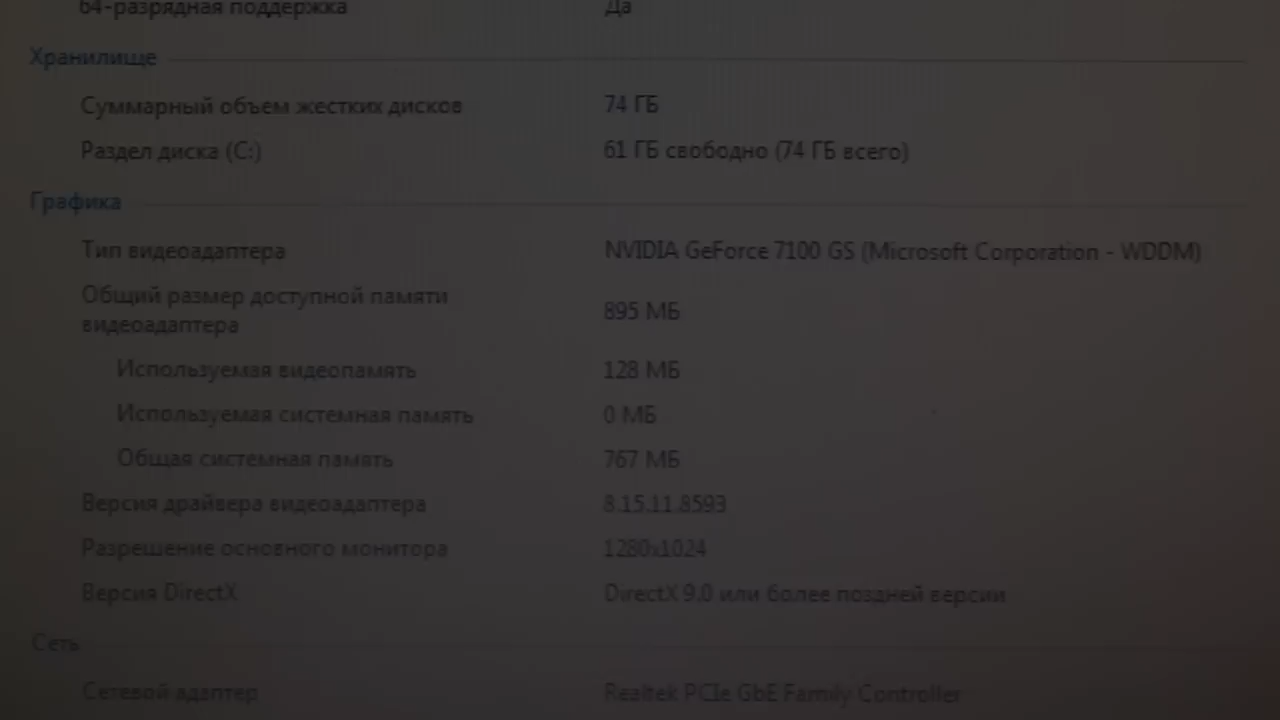 64-разрядная поддержка Да
Хранилище
Суммарный объем жестких дисков 74 ГБ
Раздел диска (C:) 61 ГБ свободно (74 ГБ всего)
Графика
Тип видеоадаптера NVIDIA GeForce 7100 GS (Microsoft Corporation - WDDM)
Общий размер доступной памяти
видеоадаптера 895 МБ
Используемая видеопамять 128 МБ
Используемая системная память 0 МБ
Общая системная память 767 МБ
Версия драйвера видеоадаптера 8.15.11.8593
Разрешение основного монитора 1280x1024
Версия DirectX DirectX 9.0 или более поздней версии
Сеть
Сетевой адаптер Realtek PCIe GbE Family Controller